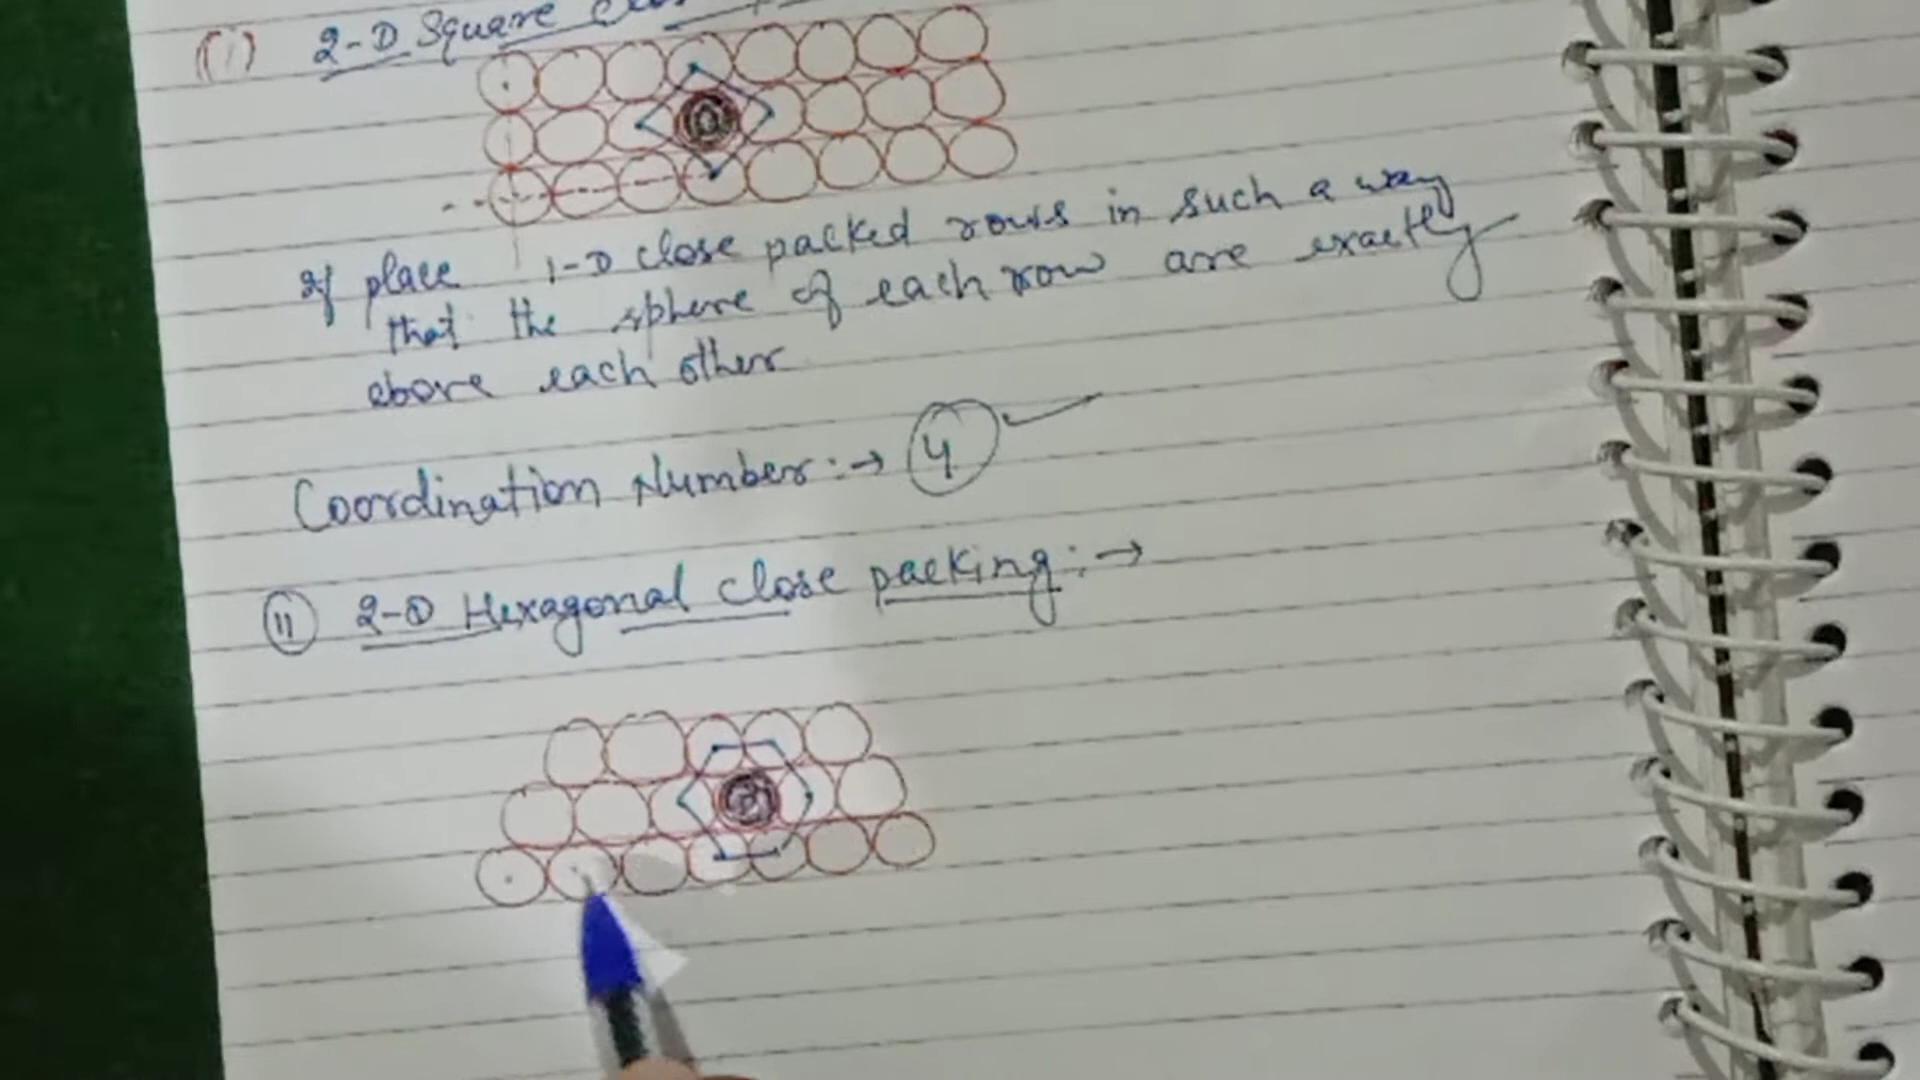 (i) 2-D Square
If place 1-D close packed rows in such a way
that the sphere of each row are exactly
above each other
Coordination Number:→ 4
(ii) 2-D Hexagonal close packing:→